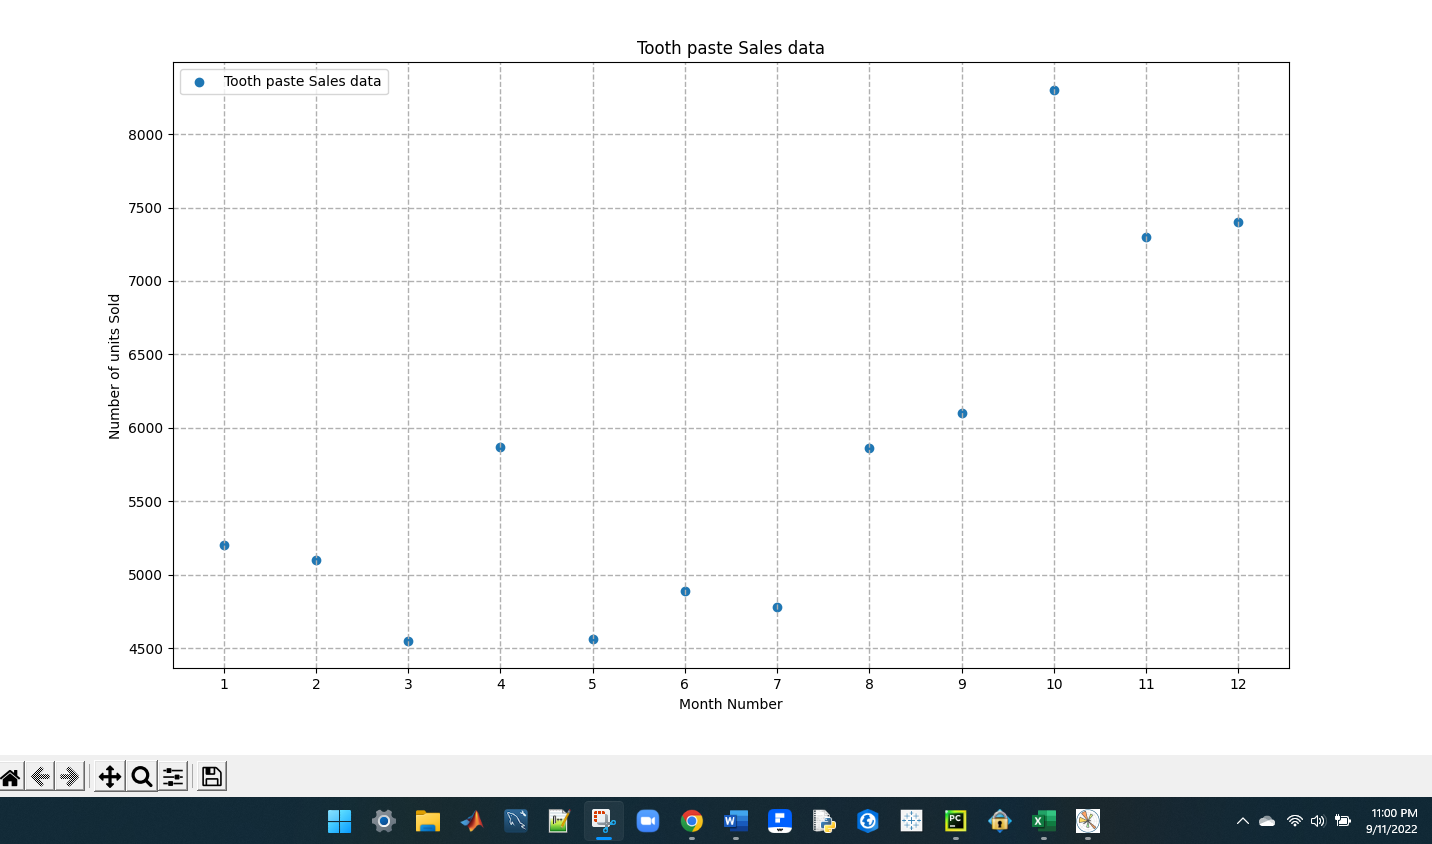 Tooth paste Sales data
Tooth paste Sales data
8000
7500
7000
6500
6000
5500
5000
4500
Number of units Sold
1 2 3 4 5 6 7 8 9 10 11 12
Month Number
11:00 PM
9/11/2022